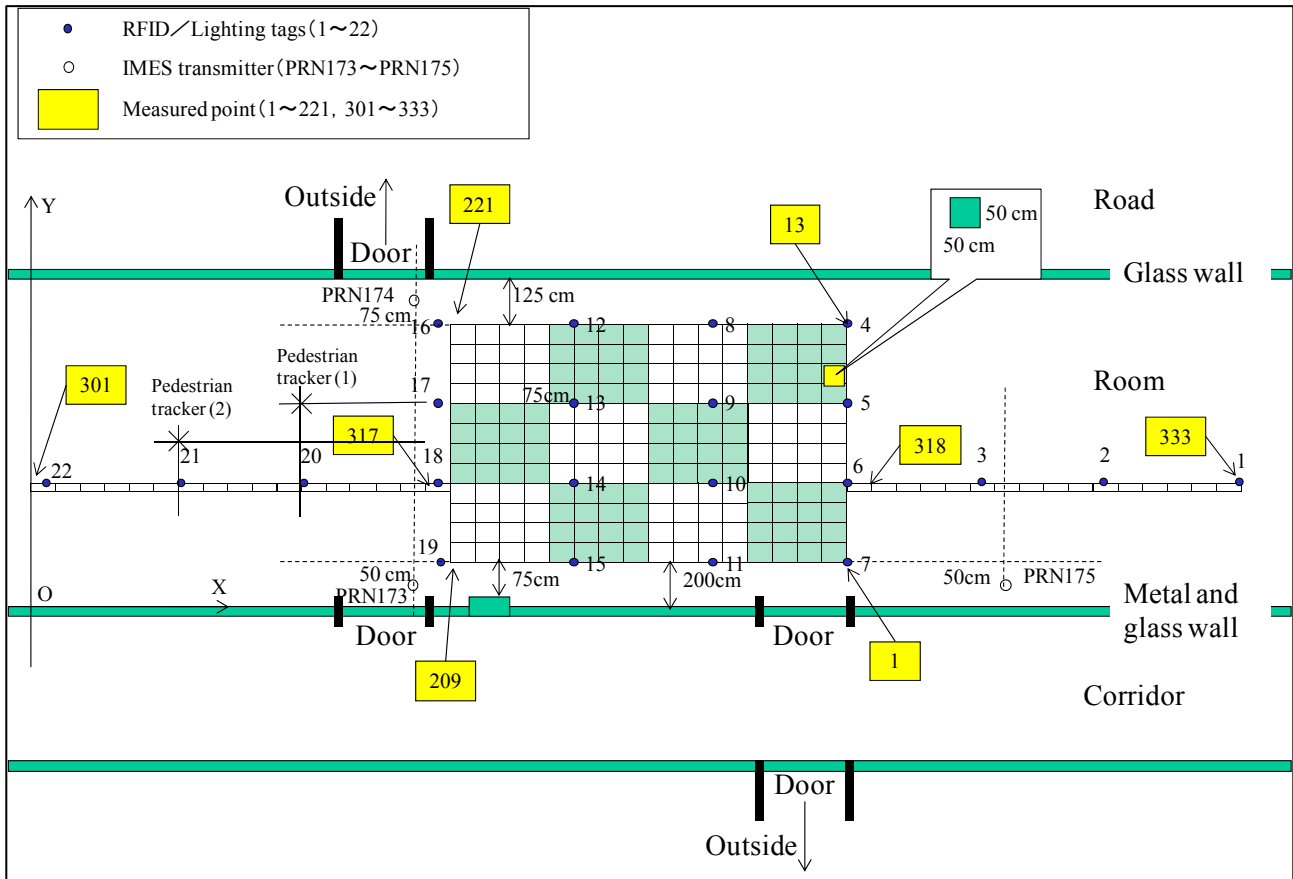 RFID／Lighting tags(1～22)
IMES transmitter(PRN173～PRN175)
Measured point(1～221, 301～333)
Outside
221
13
50 cm
50 cm
Road
Y
Door
Glass wall
PRN174
75 cm
125 cm
16
12
8
4
Pedestrian
tracker (1)
Pedestrian
tracker (2)
301
17
75cm
13
9
5
Room
317
318
333
22
21
20
18
14
10
6
3
2
1
19
15
11
7
50 cm
PRN173
75cm
200cm
50cm
PRN175
O
X
Door
Door
Metal and
glass wall
209
1
Corridor
Door
Outside